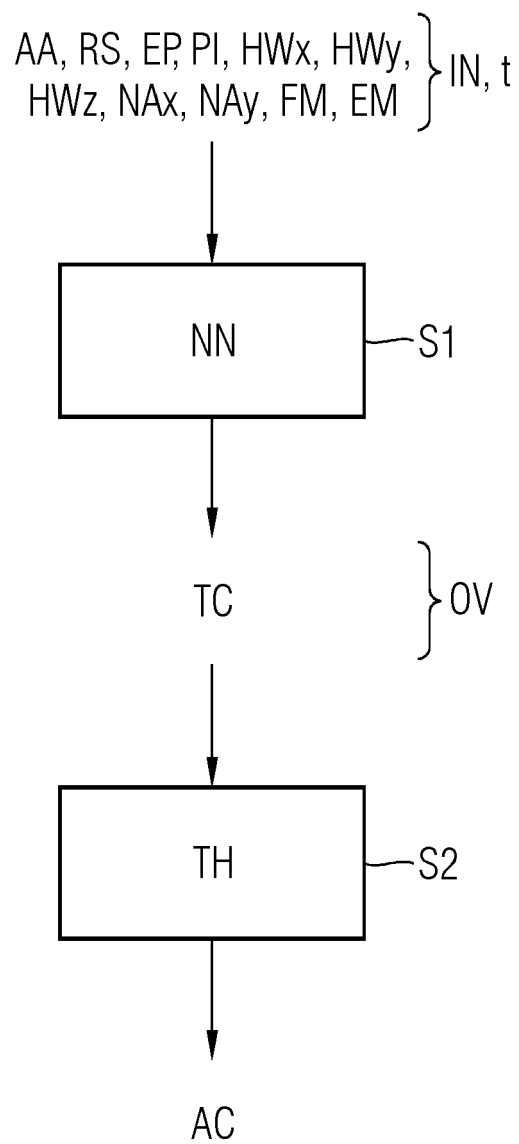 AA, RS, EP, PI, HWx, HWy,
HWz, NAx, NAy, FM, EM
IN, t
NN
S1
TC
OV
TH
S2
AC